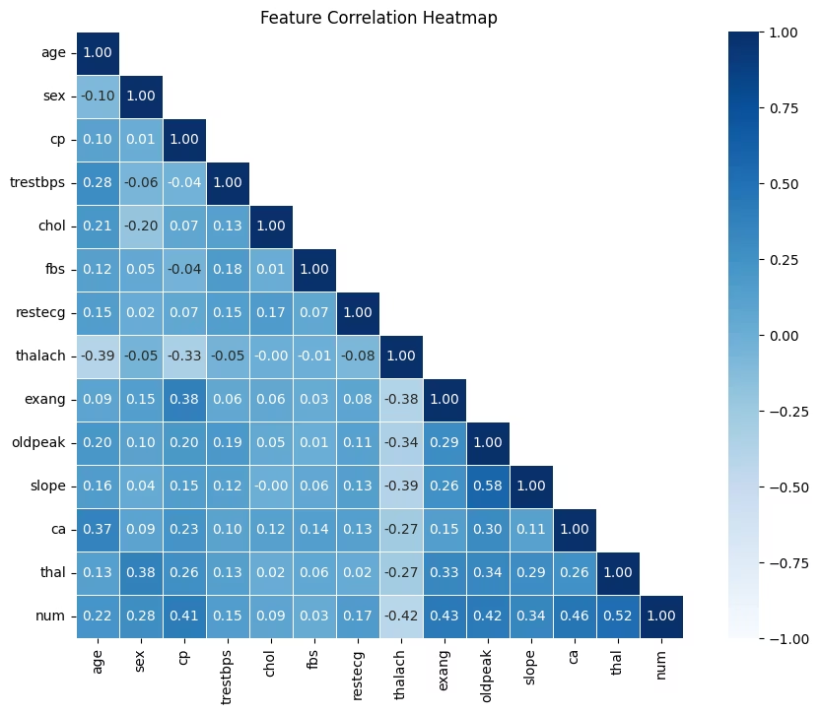 Feature Correlation Heatmap
age 1.00
sex -0.10 1.00
cp 0.10 0.01 1.00
trestbps 0.28 -0.06 -0.04 1.00
chol 0.21 -0.20 0.07 0.13 1.00
fbs 0.12 0.05 -0.04 0.18 0.01 1.00
restecg 0.15 0.02 0.07 0.15 0.17 0.07 1.00
thalach -0.39 -0.05 -0.33 -0.05 -0.00 -0.01 -0.08 1.00
exang 0.09 0.15 0.38 0.06 0.06 0.03 0.08 -0.38 1.00
oldpeak 0.20 0.10 0.20 0.19 0.05 0.01 0.11 -0.34 0.29 1.00
slope 0.16 0.04 0.15 0.12 -0.00 0.06 0.13 -0.39 0.26 0.58 1.00
ca 0.37 0.09 0.23 0.10 0.12 0.14 0.13 -0.27 0.15 0.30 0.11 1.00
thal 0.13 0.38 0.26 0.13 0.02 0.06 0.02 -0.27 0.33 0.34 0.29 0.26 1.00
num 0.22 0.28 0.41 0.15 0.09 0.03 0.17 -0.42 0.43 0.42 0.34 0.46 0.52 1.00
age sex cp trestbps chol fbs restecg thalach exang oldpeak slope ca thal num
1.00
0.75
0.50
0.25
0.00
−0.25
−0.50
−0.75
−1.00